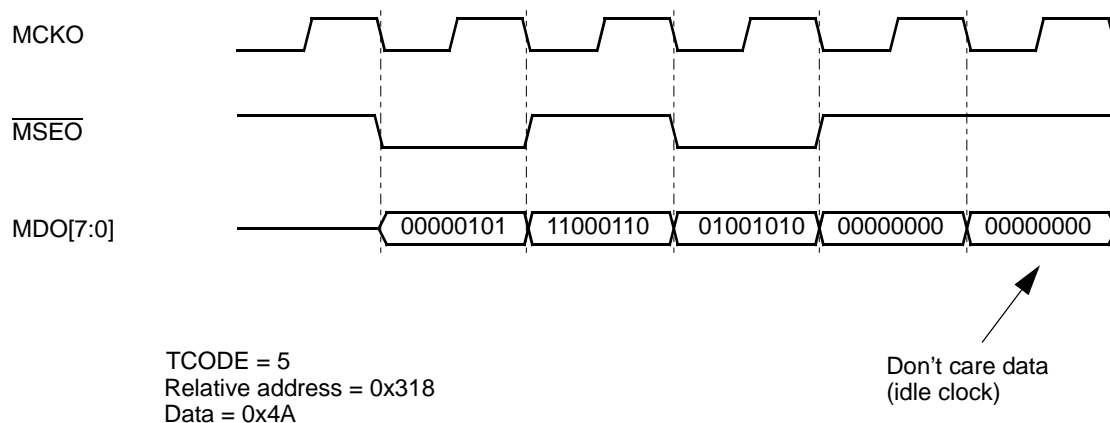 MCKO
MSEO
MDO[7:0] 00000101 11000110 01001010 00000000 00000000
TCODE = 5
Relative address = 0x318
Data = 0x4A
Don’t care data
(idle clock)